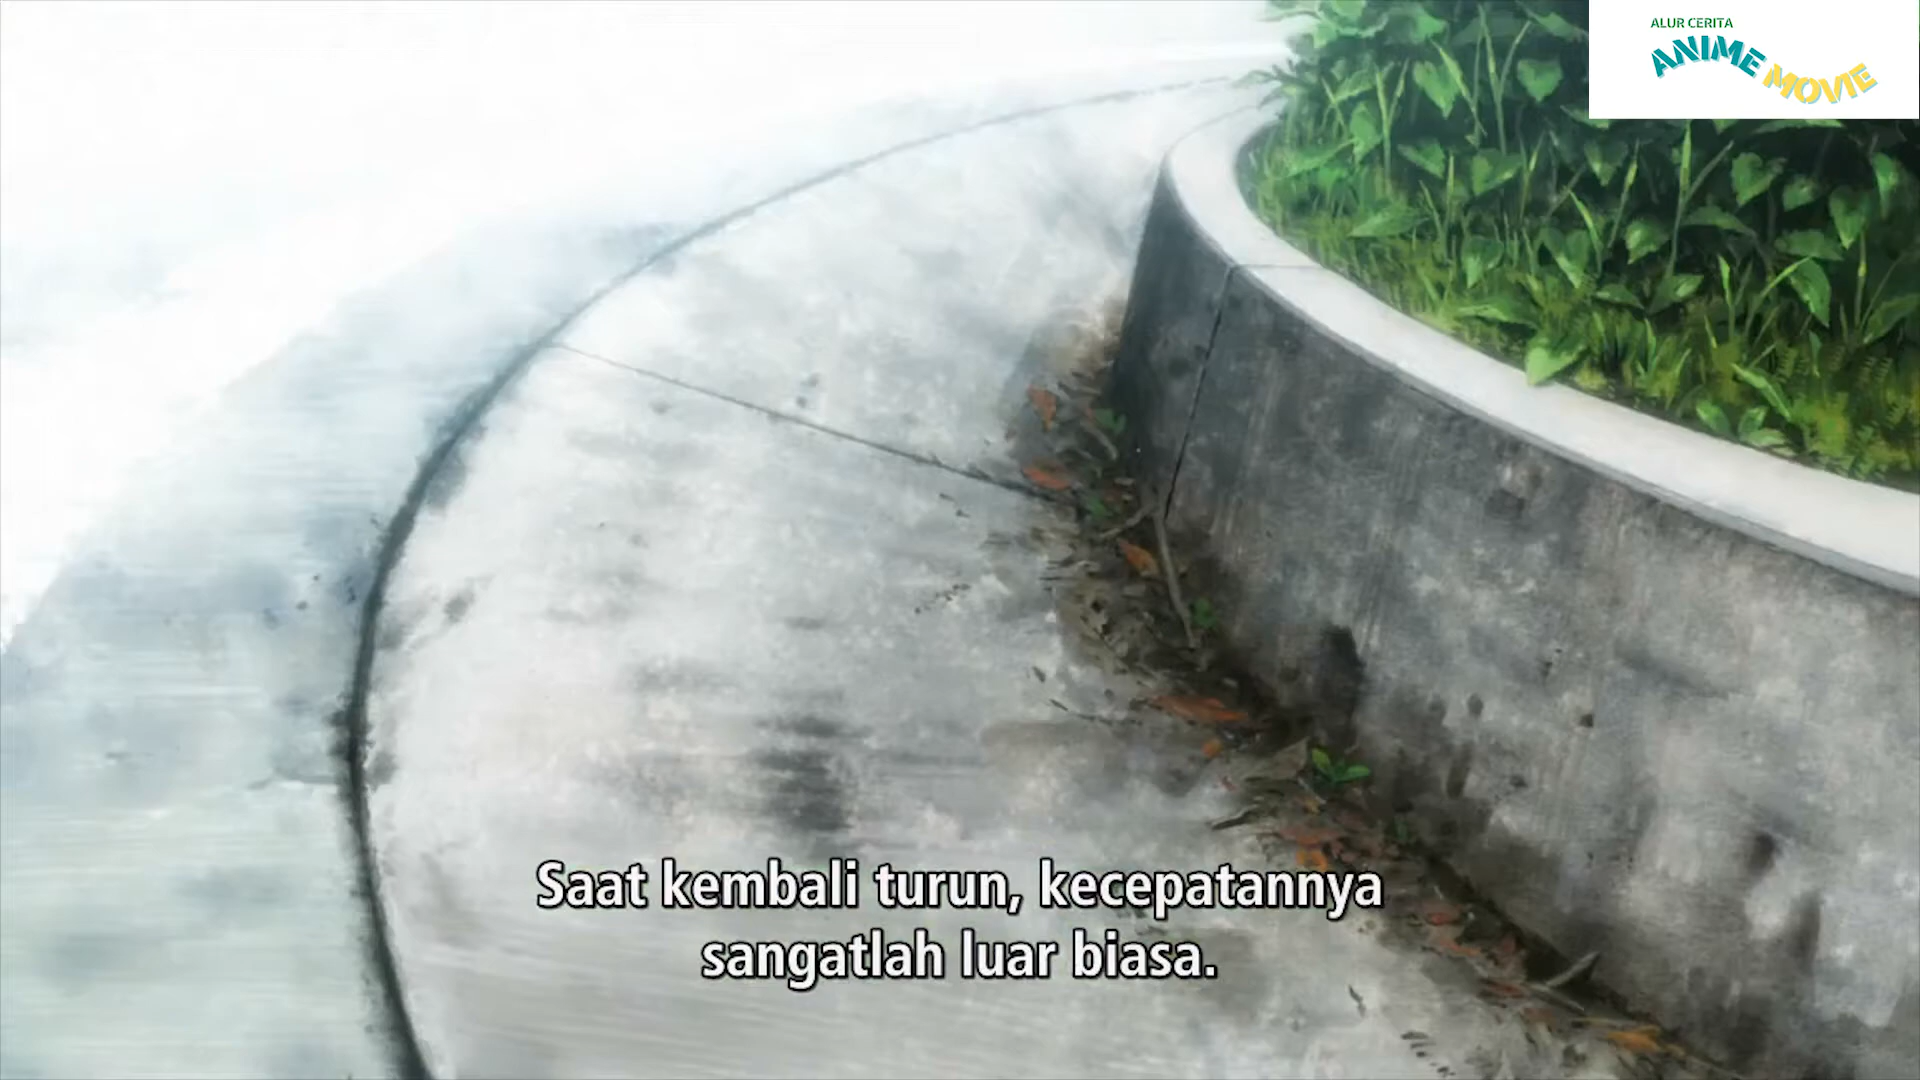 ALUR CERITA
ANIME MOVIE
Saat kembali turun, kecepatannya
sangatlah luar biasa.